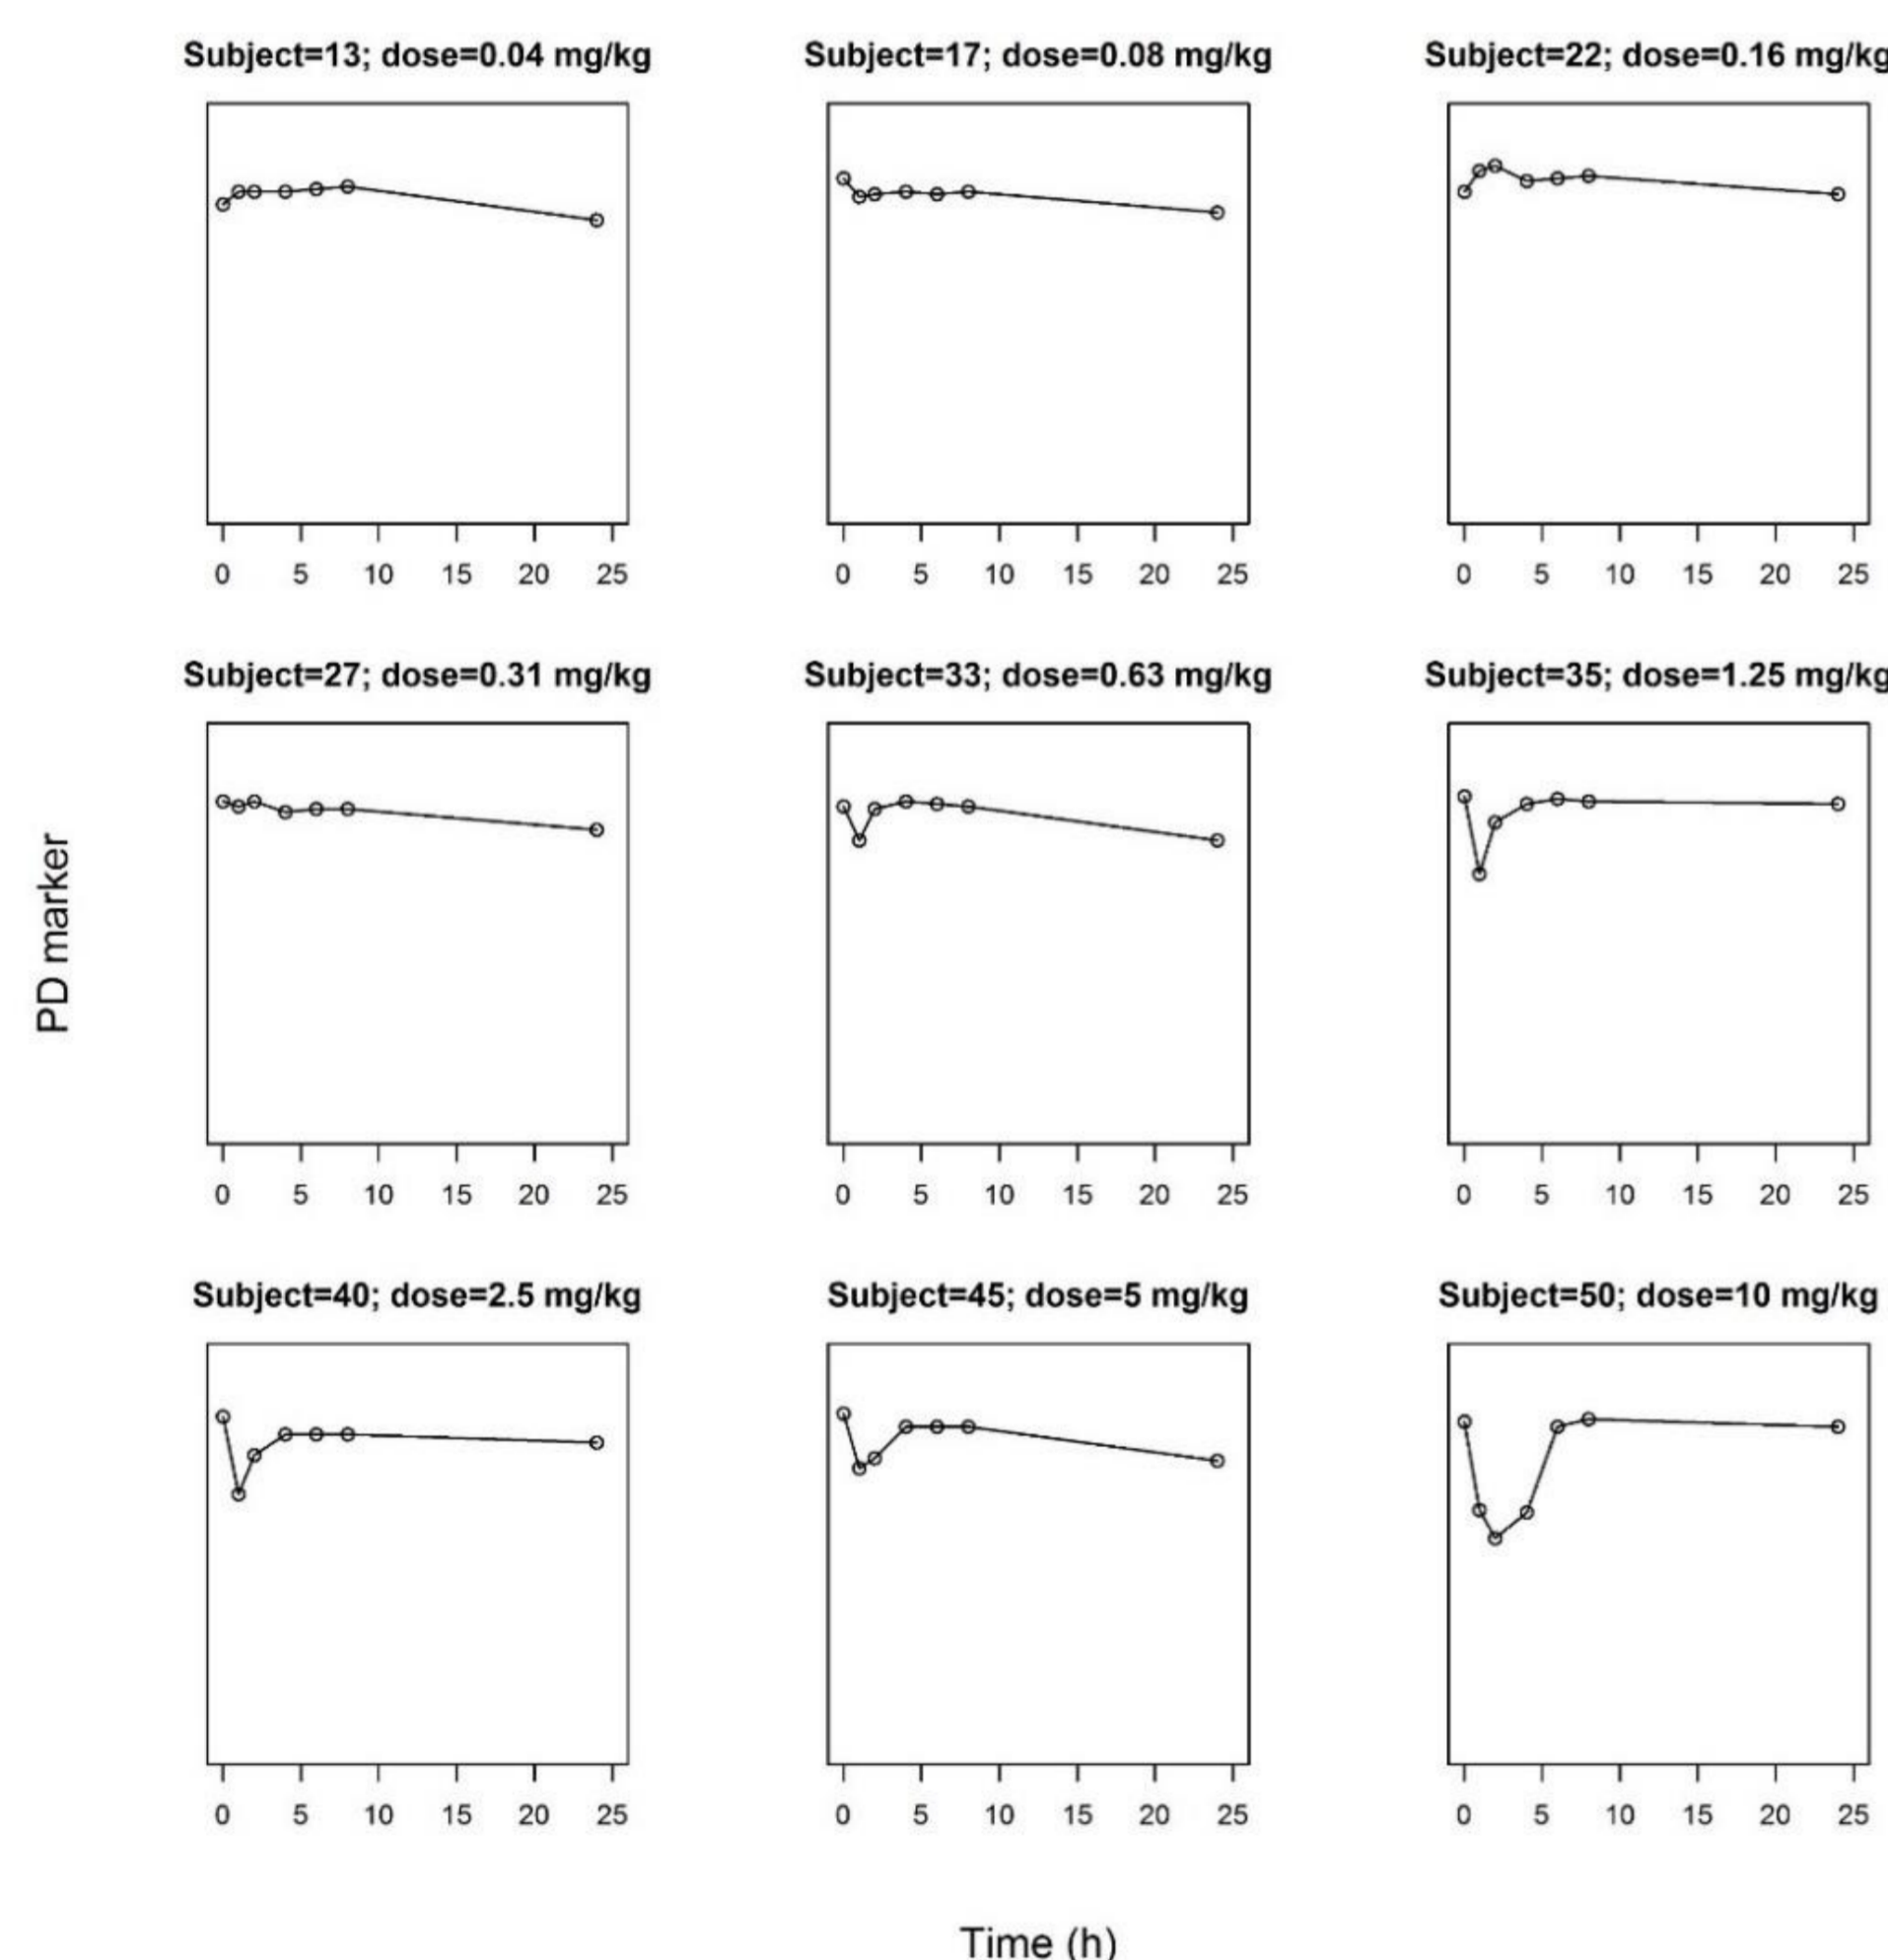 Subject=13; dose=0.04 mg/kg
Subject=17; dose=0.08 mg/kg
Subject=22; dose=0.16 mg/kg
0 5 10 15 20 25
0 5 10 15 20 25
0 5 10 15 20 25
Subject=27; dose=0.31 mg/kg
Subject=33; dose=0.63 mg/kg
Subject=35; dose=1.25 mg/kg
PD marker
0 5 10 15 20 25
0 5 10 15 20 25
0 5 10 15 20 25
Subject=40; dose=2.5 mg/kg
Subject=45; dose=5 mg/kg
Subject=50; dose=10 mg/kg
0 5 10 15 20 25
0 5 10 15 20 25
0 5 10 15 20 25
Time (h)